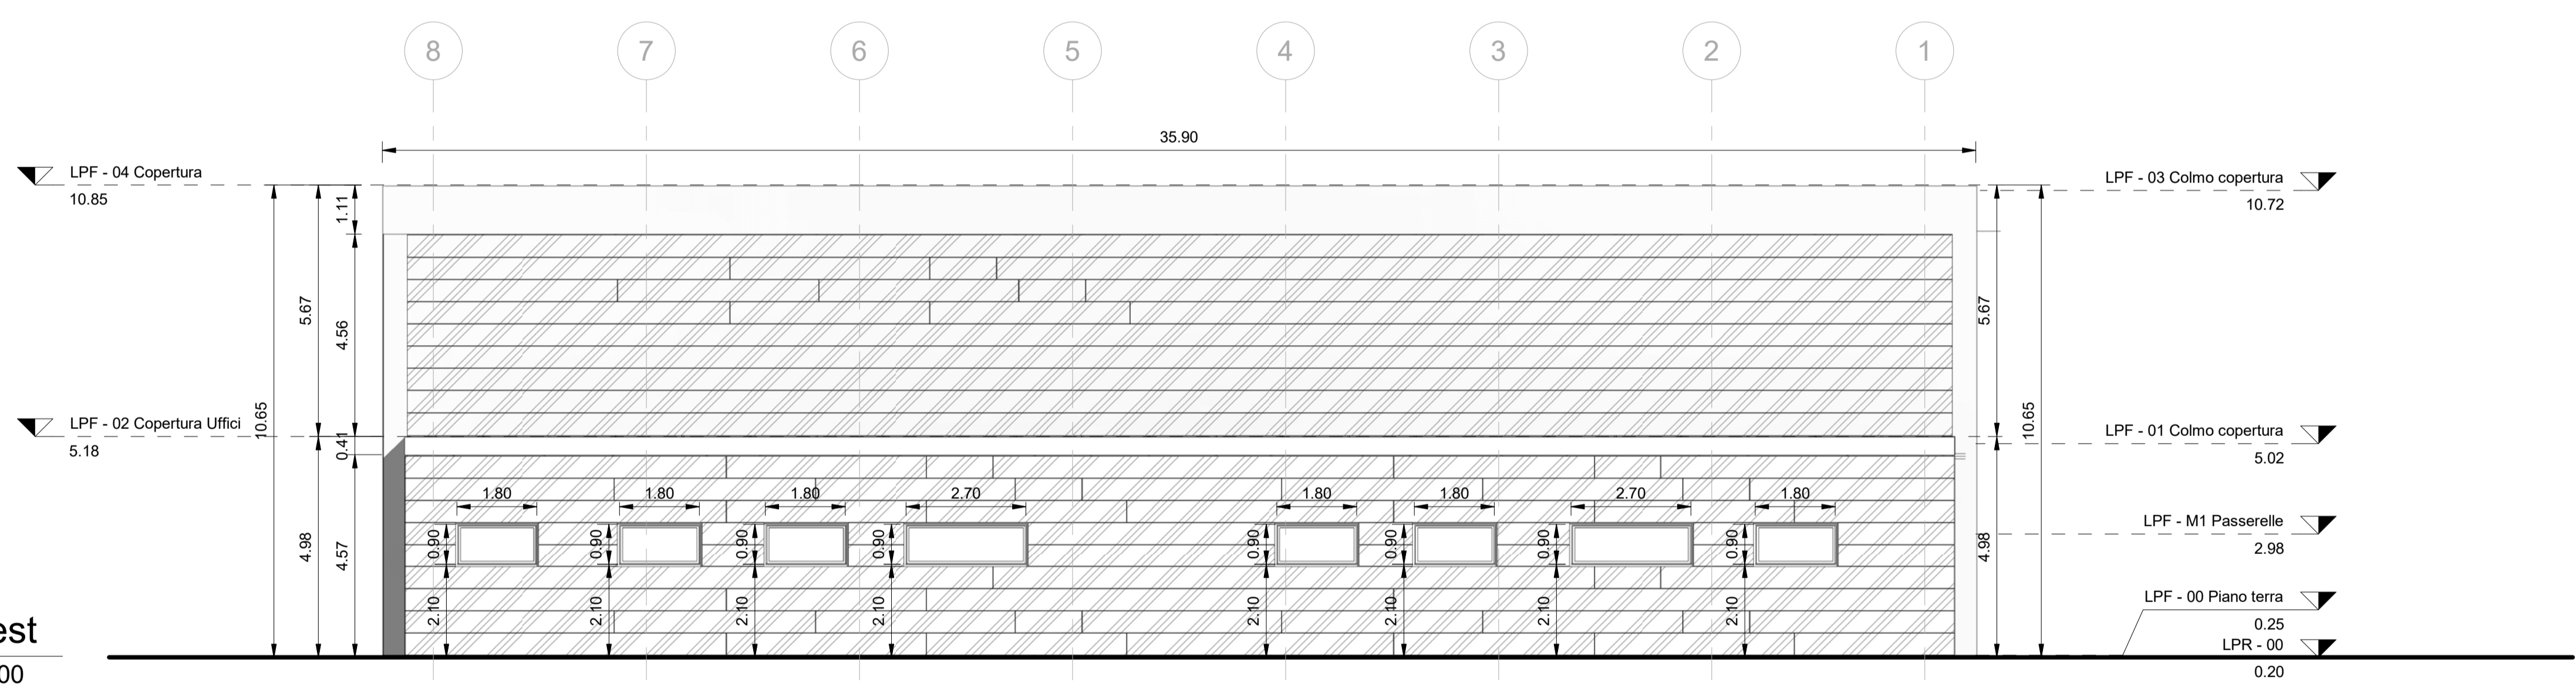 8 7 6 5 4 3 2 1
35.90
LPF - 04 Copertura
10.85
LPF - 03 Colmo copertura
10.72
1.11
5.67
4.56
5.67
10.65
10.65
LPF - 02 Copertura Uffici
5.18
LPF - 01 Colmo copertura
5.02
0.41
1.80 1.80 1.80 2.70 1.80 1.80 2.70 1.80
LPF - M1 Passerelle
2.98
0.90 0.90 0.90 0.90 0.90 0.90 0.90 0.90
4.98
4.57
4.98
2.10 2.10 2.10 2.10 2.10 2.10 2.10 2.10
LPF - 00 Piano terra
0.25
est
LPR - 00
0.20
00